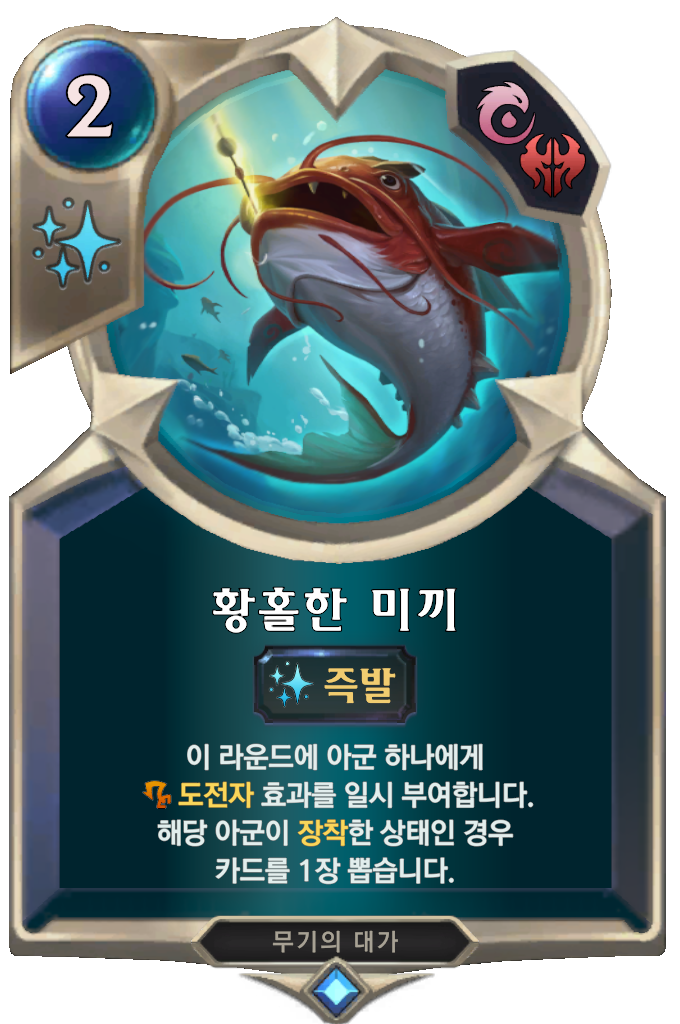 2
황홀한 미끼
즉발
이 라운드에 아군 하나에게
도전자 효과를 일시 부여합니다.
해당 아군이 장착한 상태인 경우
카드를 1장 뽑습니다.
무기의 대가